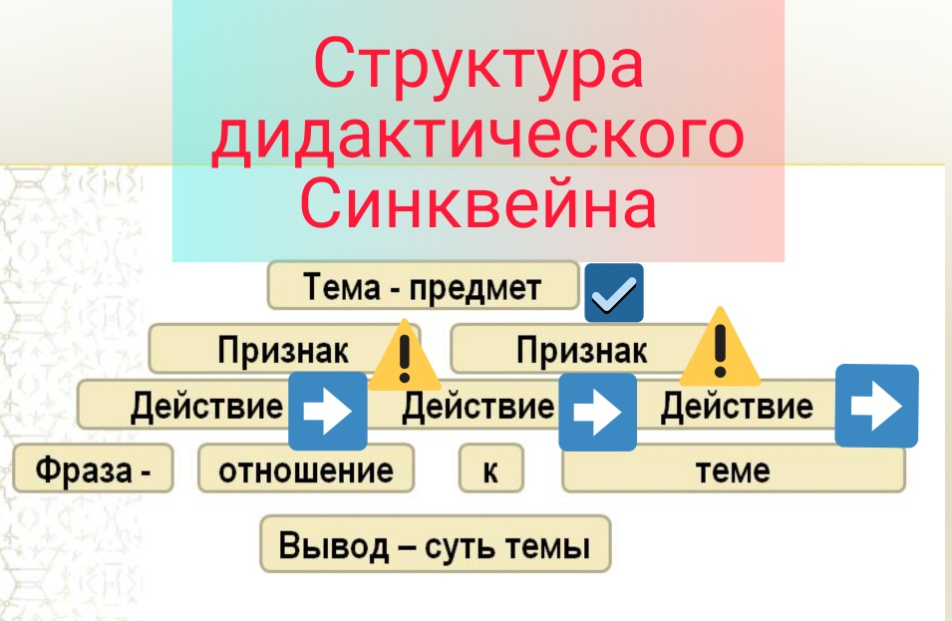 Структура
дидактического
Синквейна
Тема - предмет
Признак Признак
Действие Действие Действие
Фраза - отношение к теме
Вывод – суть темы